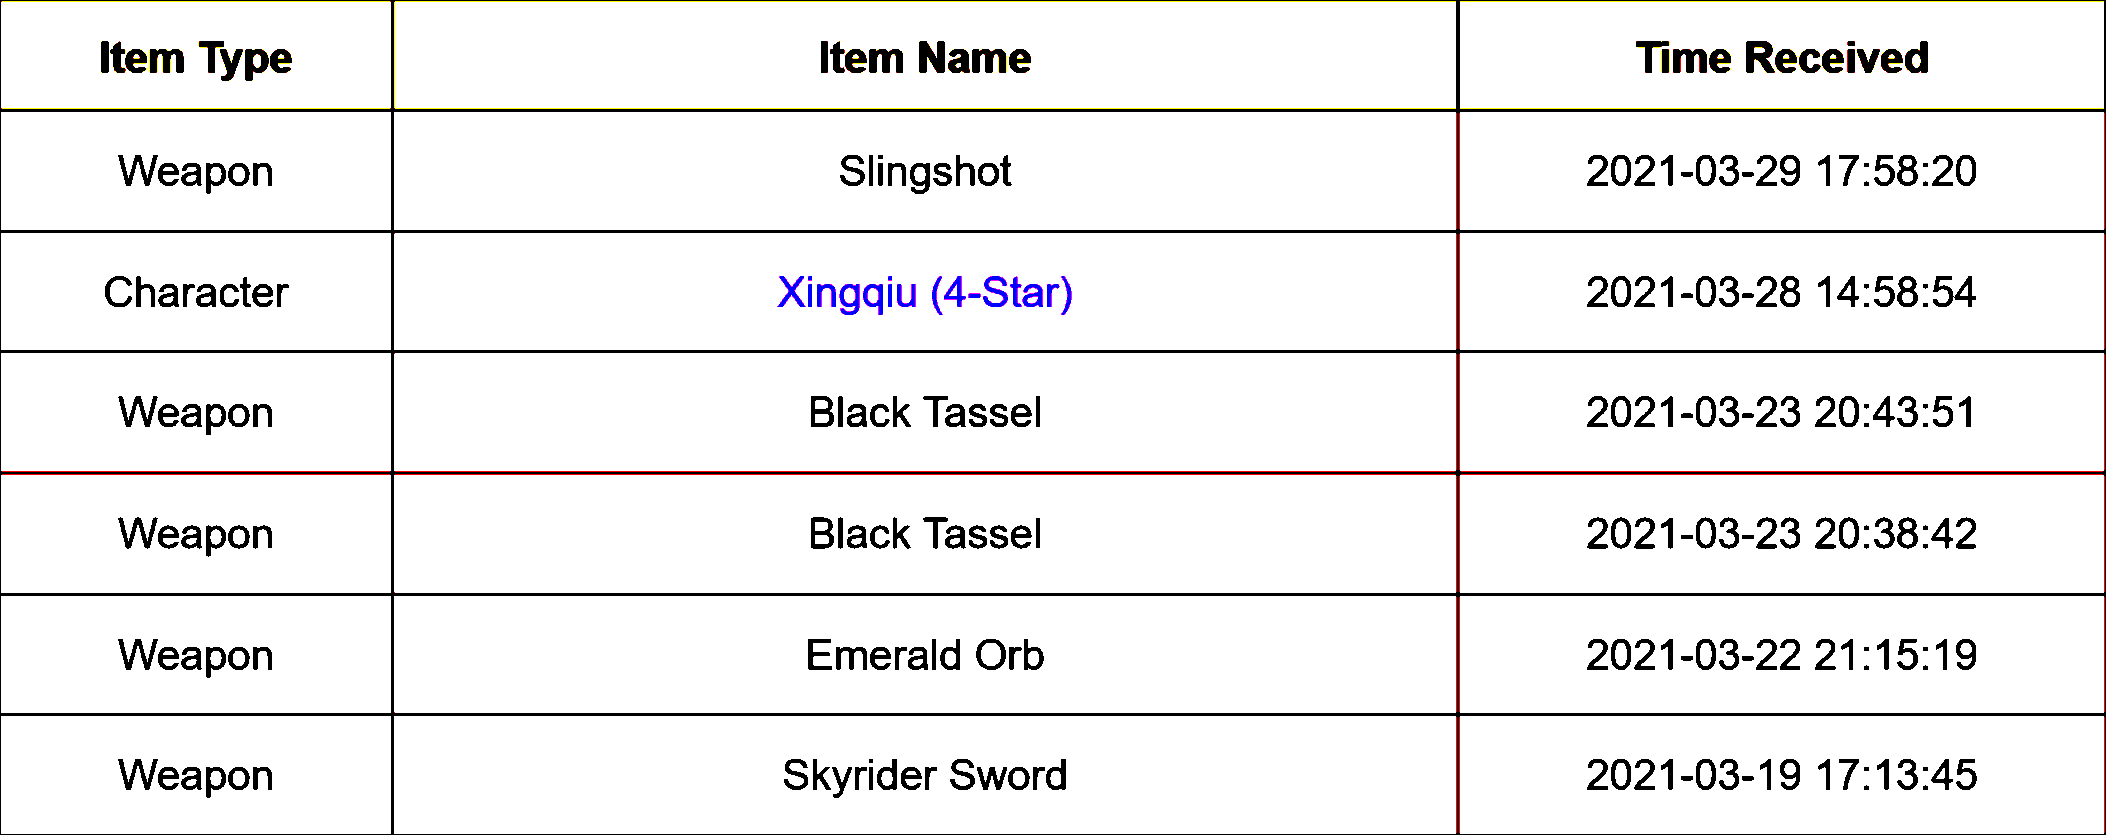 Item Type Item Name Time Received
Weapon Slingshot 2021-03-29 17:58:20
Character Xingqiu (4-Star) 2021-03-28 14:58:54
Weapon Black Tassel 2021-03-23 20:43:51
Weapon Black Tassel 2021-03-23 20:38:42
Weapon Emerald Orb 2021-03-22 21:15:19
Weapon Skyrider Sword 2021-03-19 17:13:45